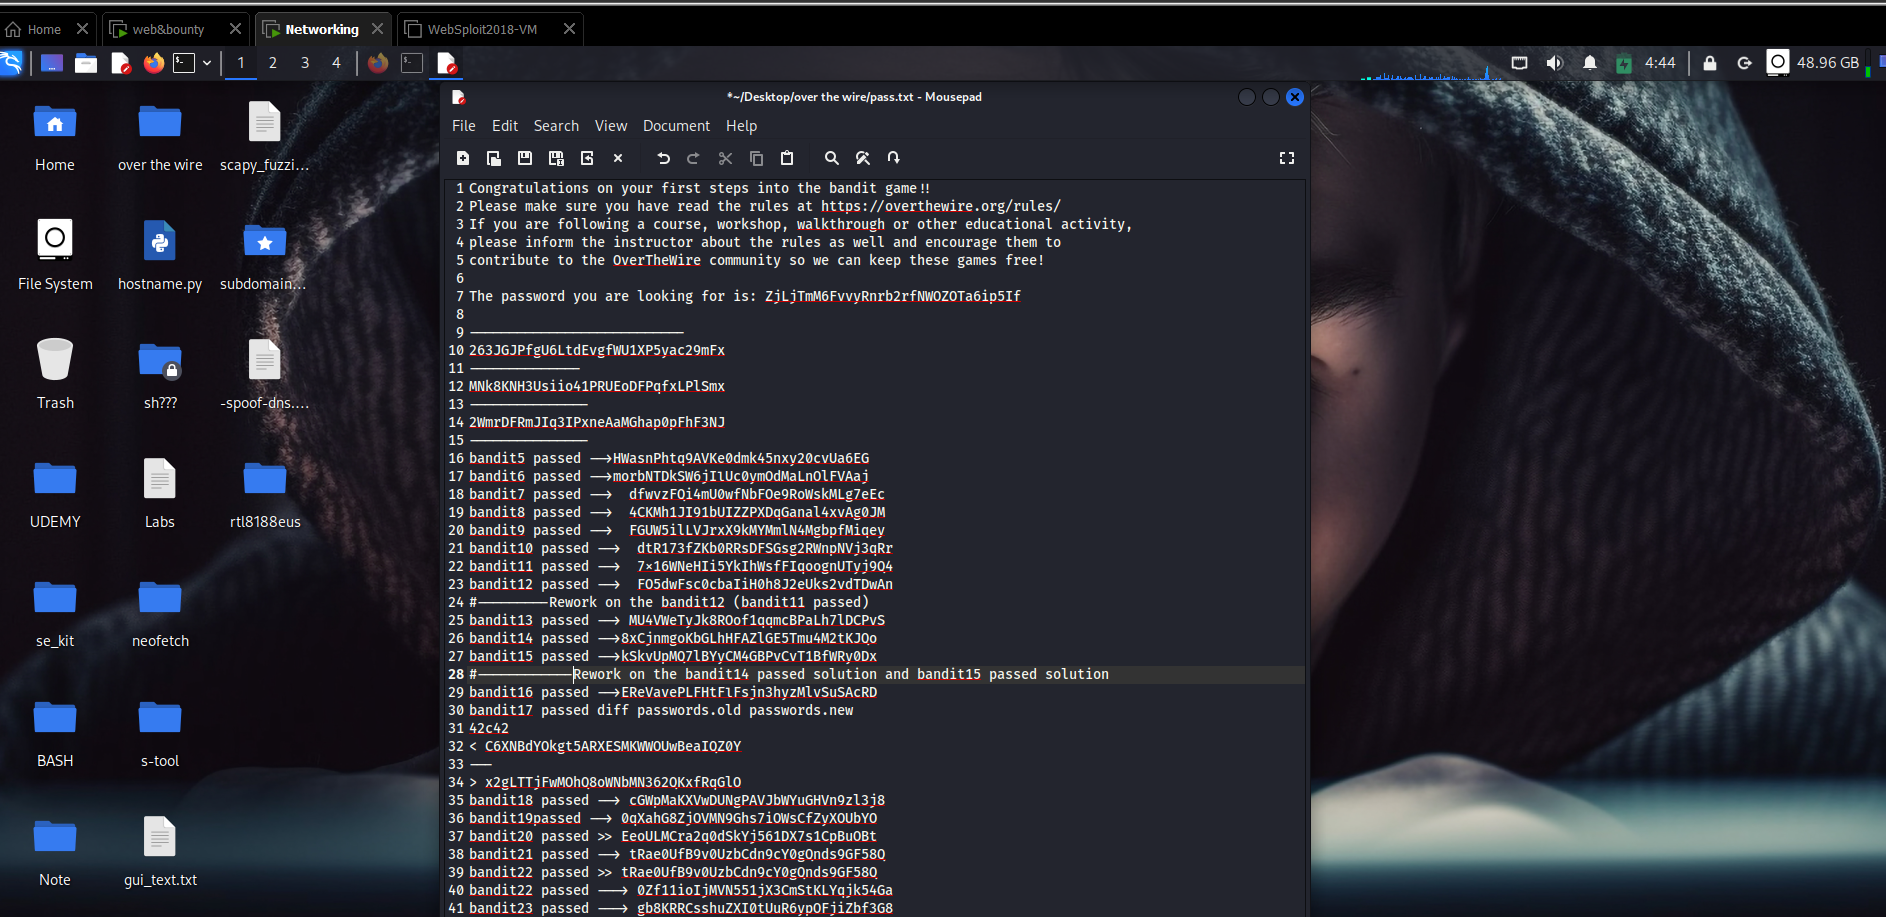 Home
web&bounty
Networking
WebSploit2018-VM
1 2 3 4
4:44
48.96 GB
*~/Desktop/over the wire/pass.txt - Mousepad
File Edit Search View Document Help
Home
over the wire
scapy_fuzzi...
File System
hostname.py
subdomain...
Trash
sh???
-spoof-dns....
UDEMY
Labs
rtl8188eus
se_kit
neofetch
BASH
s-tool
Note
gui_text.txt
1 Congratulations on your first steps into the bandit game!!
2 Please make sure you have read the rules at https://overthewire.org/rules/
3 If you are following a course, workshop, walkthrough or other educational activity,
4 please inform the instructor about the rules as well and encourage them to
5 contribute to the OverTheWire community so we can keep these games free!
6
7 The password you are looking for is: ZjLjTmM6FvvyRnrb2rfNWOZOTa6ip5If
8
9 ---------------------------
10 263JGJPfgU6LtdEvgfWU1XP5yac29mFx
11 --------------
12 MNk8KNH3Usiio41PRUEoDFPqfxLPlSmx
13 ---------------
14 2WmrDFRmJIq3IPxneAaMGhap0pFhF3NJ
15 ---------------
16 bandit5 passed -->HWasnPhtq9AVKe0dmk45nxy20cvUa6EG
17 bandit6 passed -->morbNTDkSW6jIlUc0ymOdMaLnOlFVAaj
18 bandit7 passed --> dfwvzFQi4mU0wfNbFOe9RoWskMLg7eEc
19 bandit8 passed --> 4CKMh1JI91bUIZZPXDqGanal4xvAg0JM
20 bandit9 passed --> FGUW5ilLVJrxX9kMYMmlN4MgbpfMiqey
21 bandit10 passed --> dtR173fZKb0RRsDFSGsg2RWnpNVj3qRr
22 bandit11 passed --> 7x16WNeHIi5YkIhWsfFIqoognUTyj9Q4
23 bandit12 passed --> FO5dwFsc0cbaIiH0h8J2eUks2vdTDwAn
24 #---------Rework on the bandit12 (bandit11 passed)
25 bandit13 passed --> MU4VWeTyJk8ROof1qqmcBPaLh7lDCPvS
26 bandit14 passed -->8xCjnmgoKbGLhHFAZlGE5Tmu4M2tKJQo
27 bandit15 passed -->kSkvUpMQ7lBYyCM4GBPvCvT1BfWRy0Dx
28 #------------Rework on the bandit14 passed solution and bandit15 passed solution
29 bandit16 passed -->EReVavePLFHtFlFsjn3hyzMlvSuSAcRD
30 bandit17 passed diff passwords.old passwords.new
31 42c42
32 < C6XNBdYOkgt5ARXESMKWWOUwBeaIQZ0Y
33 ---
34 > x2gLTTjFwMOhQ8oWNbMN362QKxfRqGlO
35 bandit18 passed --> cGWpMaKXVwDUNgPAVJbWYuGHVn9zl3j8
36 bandit19passed --> 0qXahG8ZjOVMN9Ghs7iOWsCfZyXOUbYO
37 bandit20 passed >> EeoULMCra2q0dSkYj561DX7s1CpBuOBt
38 bandit21 passed --> tRae0UfB9v0UzbCdn9cY0gQnds9GF58Q
39 bandit22 passed >> tRae0UfB9v0UzbCdn9cY0gQnds9GF58Q
40 bandit22 passed ---> 0Zf11ioIjMVN551jX3CmStKLYqjk54Ga
41 bandit23 passed ---> gb8KRRCsshuZXI0tUuR6ypOFjiZbf3G8